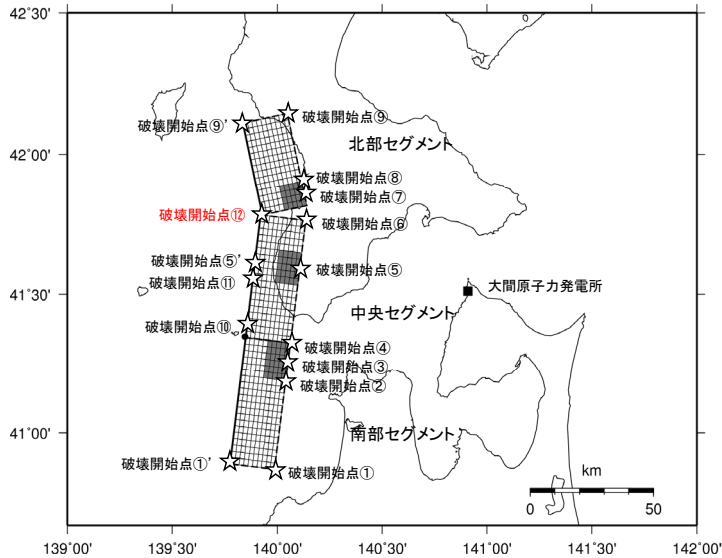 42˚30'
破壊開始点⑨'
破壊開始点⑨
北部セグメント
42˚00'
破壊開始点⑧
破壊開始点⑦
破壊開始点⑫
破壊開始点⑥
破壊開始点⑤'
破壊開始点⑤
破壊開始点⑪
大間原子力発電所
41˚30'
中央セグメント
破壊開始点⑩
破壊開始点④
破壊開始点③
破壊開始点②
41˚00'
南部セグメント
破壊開始点①'
破壊開始点①
km
0
50
139˚00'
139˚30'
140˚00'
140˚30'
141˚00'
141˚30'
142˚00'